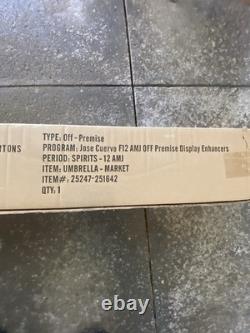 TYPE: Off-Premise
RTONS PROGRAM: Jose Cuervo F12 AMJ OFF Premise Display Enhancers
PERIOD: SPIRITS - 12 AMJ
ITEM: UMBRELLA - MARKET
ITEM#: 25247-251642
QTY: 1